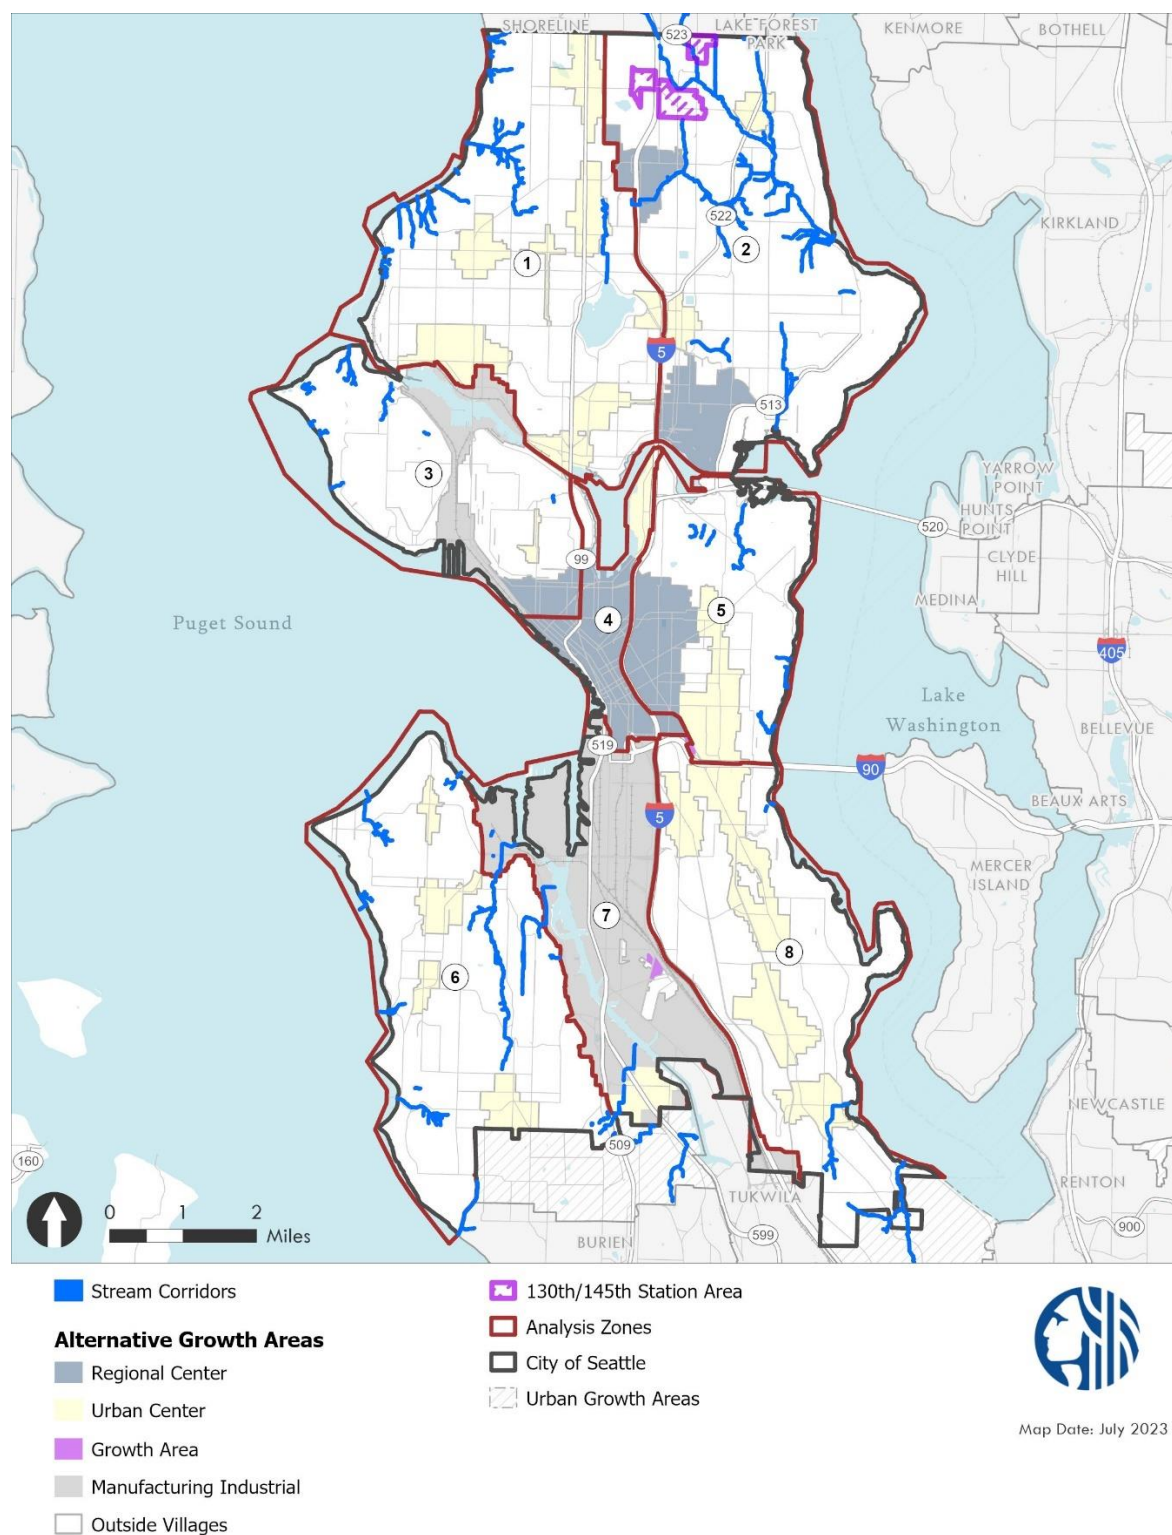 SHORELINE
LAKE FOREST
PARK
KENMORE
BOTHELL
523
522
KIRKLAND
1
2
5
513
3
YARROW
POINT
HUNTS
POINT
520
CLYDE
HILL
MEDINA
99
4
5
Puget Sound
405
Lake
Washington
BELLEVUE
519
90
BEAUX ARTS
5
MERCER
ISLAND
7
8
6
NEWCASTLE
160
509
TUKWILA
RENTON
900
599
BURIEN
0 1 2
Miles
Stream Corridors
Alternative Growth Areas
Regional Center
Urban Center
Growth Area
Manufacturing Industrial
Outside Villages
130th/145th Station Area
Analysis Zones
City of Seattle
Urban Growth Areas
Map Date: July 2023